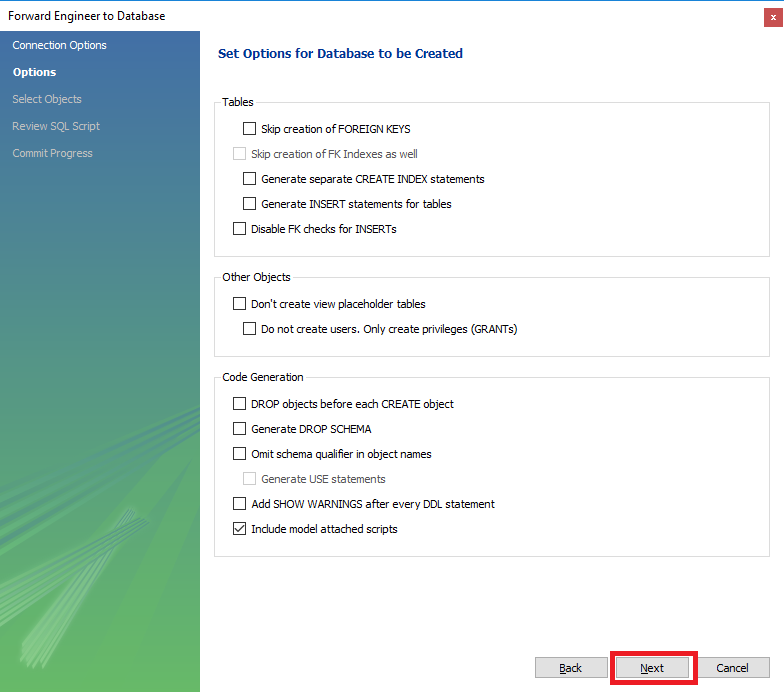 Forward Engineer to Database
x
Connection Options
Options
Select Objects
Review SQL Script
Commit Progress
Set Options for Database to be Created
Tables
Skip creation of FOREIGN KEYS
Skip creation of FK Indexes as well
Generate separate CREATE INDEX statements
Generate INSERT statements for tables
Disable FK checks for INSERTs
Other Objects
Don't create view placeholder tables
Do not create users. Only create privileges (GRANTs)
Code Generation
DROP objects before each CREATE object
Generate DROP SCHEMA
Omit schema qualifier in object names
Generate USE statements
Add SHOW WARNINGS after every DDL statement
Include model attached scripts
Back Next Cancel